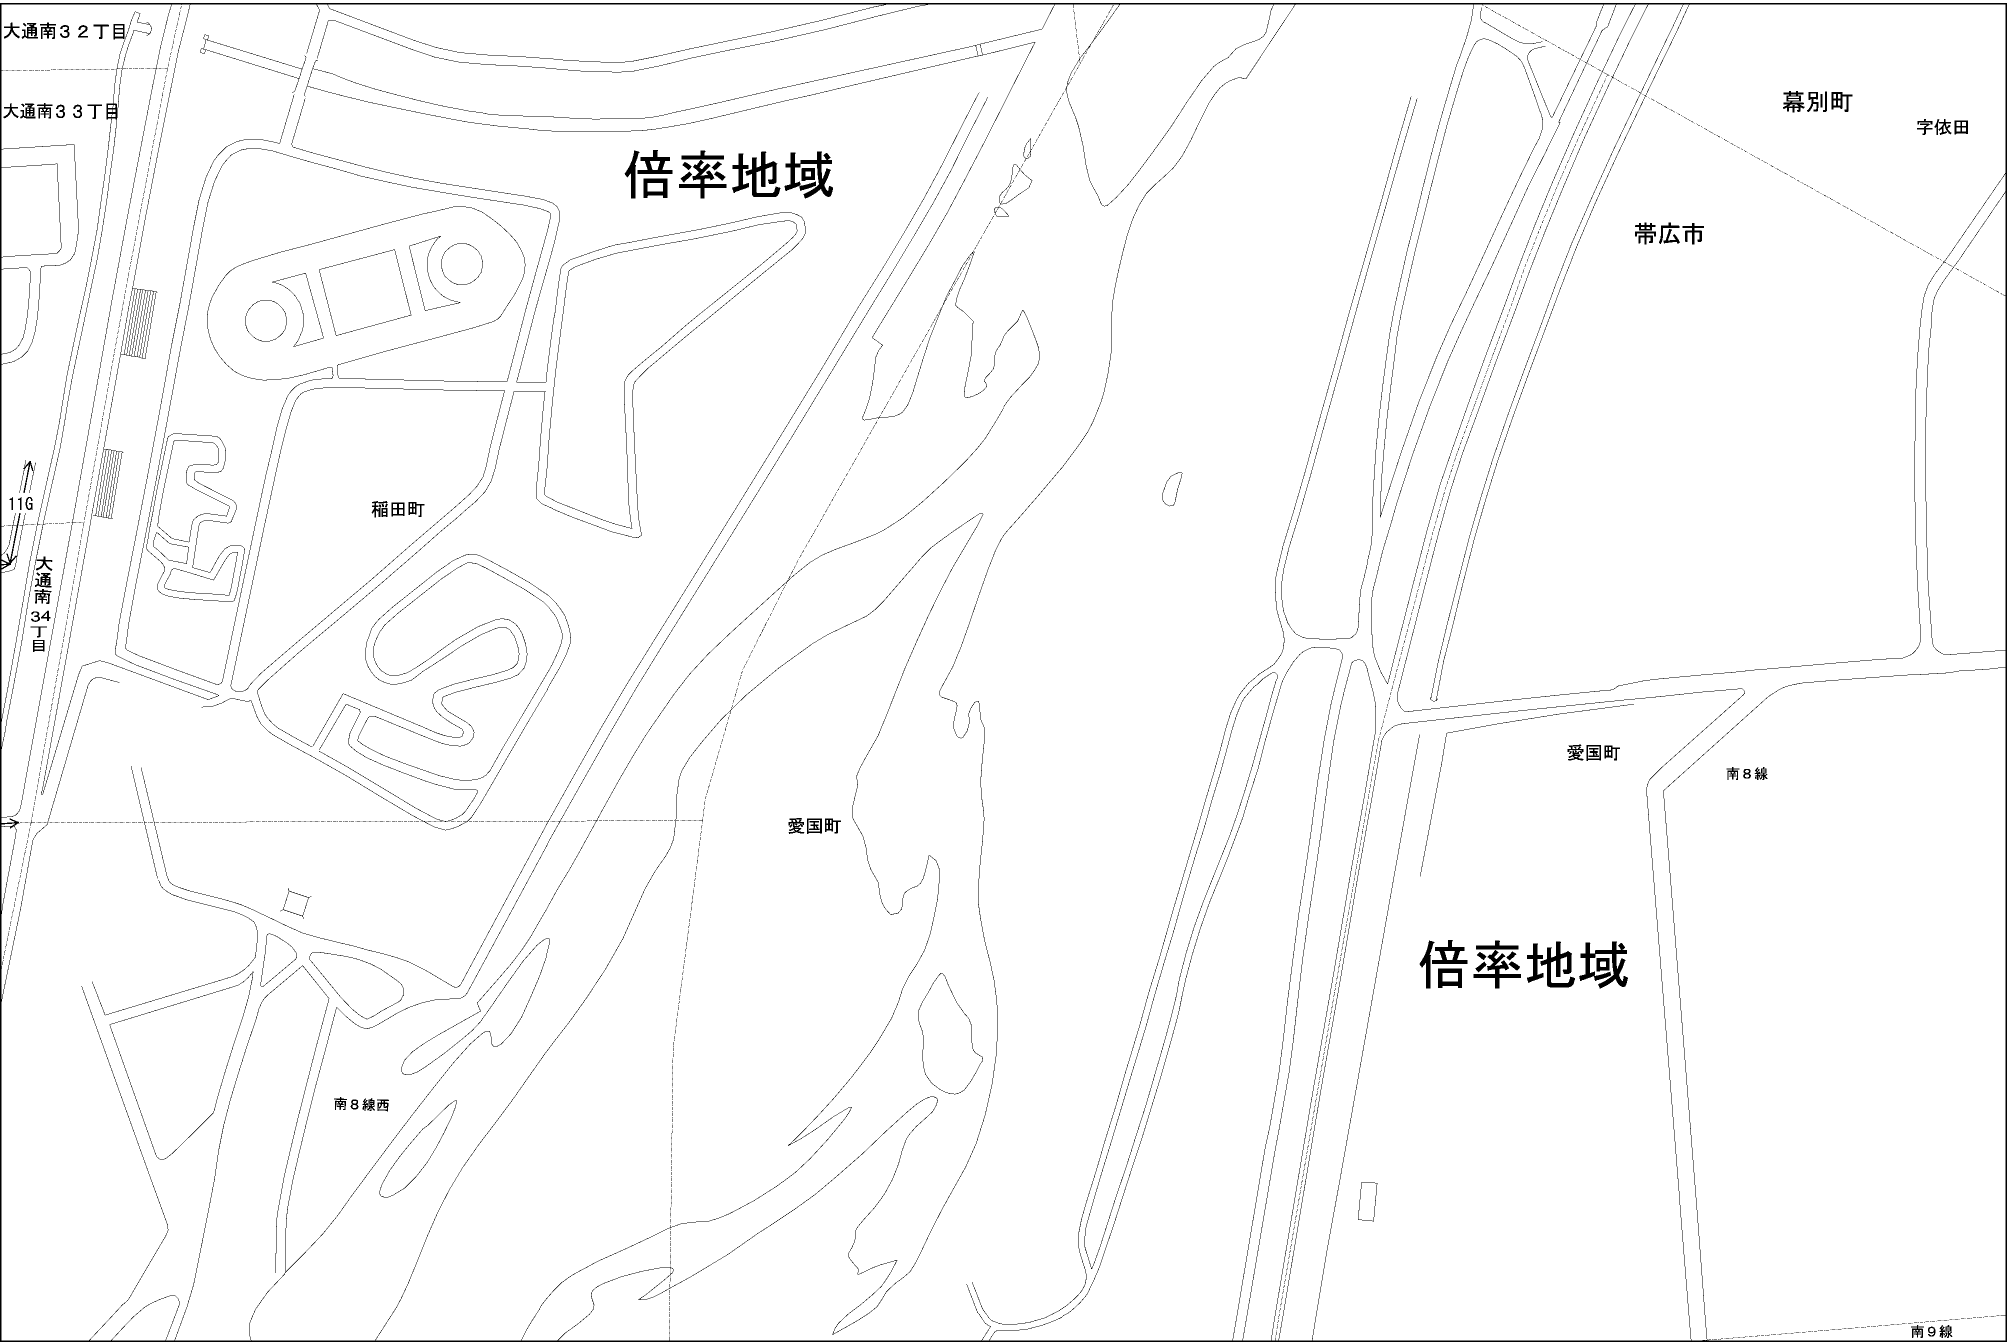 大通南３２丁目
大通南３３丁目
幕別町
字依田
倍率地域
帯広市
11G
稲田町
大通南34丁目
愛国町
南８線
愛国町
倍率地域
南８線西
南９線